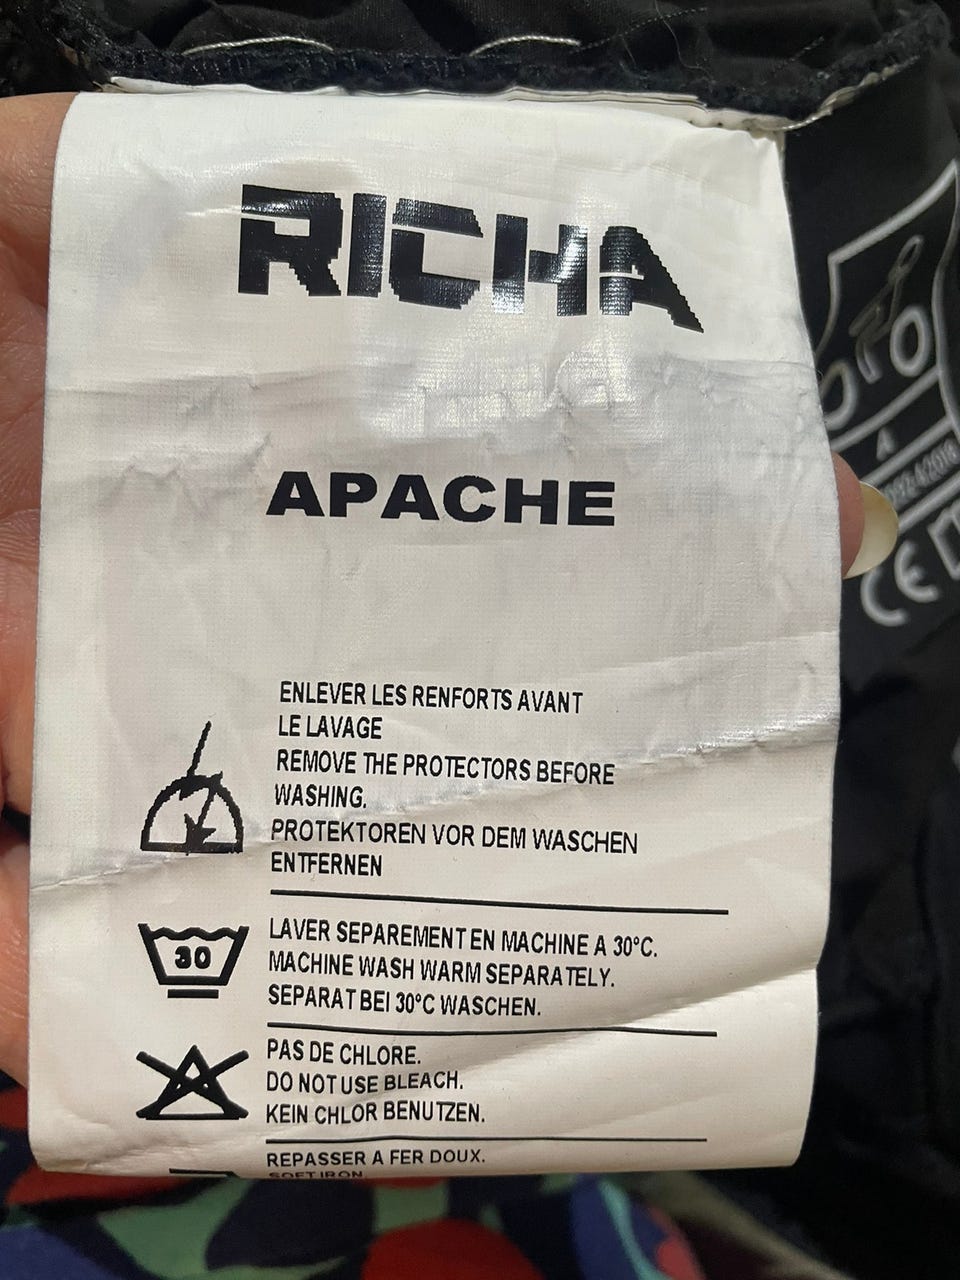 RICHA
APACHE
ENLEVER LES RENFORTS AVANT
LE LAVAGE
REMOVE THE PROTECTORS BEFORE
WASHING.
PROTEKTOREN VOR DEM WASCHEN
ENTFERNEN
30
LAVER SEPAREMENT EN MACHINE A 30°C.
MACHINE WASH WARM SEPARATELY.
SEPARAT BEI 30°C WASCHEN.
PAS DE CHLORE.
DO NOT USE BLEACH.
KEIN CHLOR BENUTZEN.
REPASSER A FER DOUX.
SOFT IRON.
A
CE